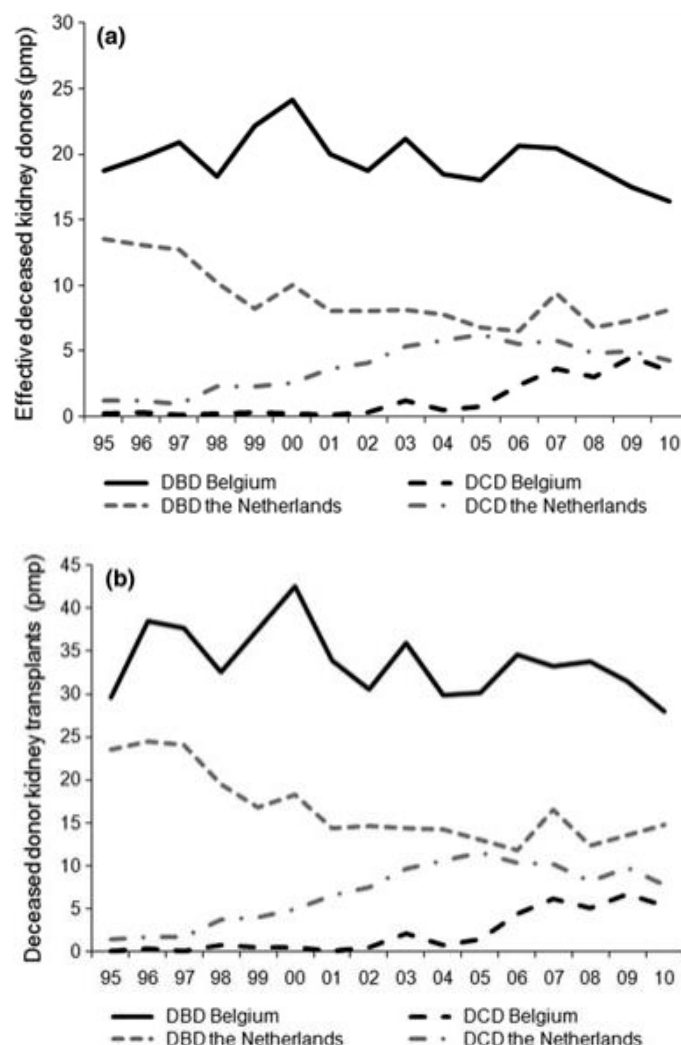 (a)
Effective deceased kidney donors (pmp)
30
25
20
15
10
5
0
95 96 97 98 99 00 01 02 03 04 05 06 07 08 09 10
DBD Belgium DCD Belgium
DBD the Netherlands DCD the Netherlands
(b)
Deceased donor kidney transplants (pmp)
45
40
35
30
25
20
15
10
5
0
95 96 97 98 99 00 01 02 03 04 05 06 07 08 09 10
DBD Belgium DCD Belgium
DBD the Netherlands DCD the Netherlands